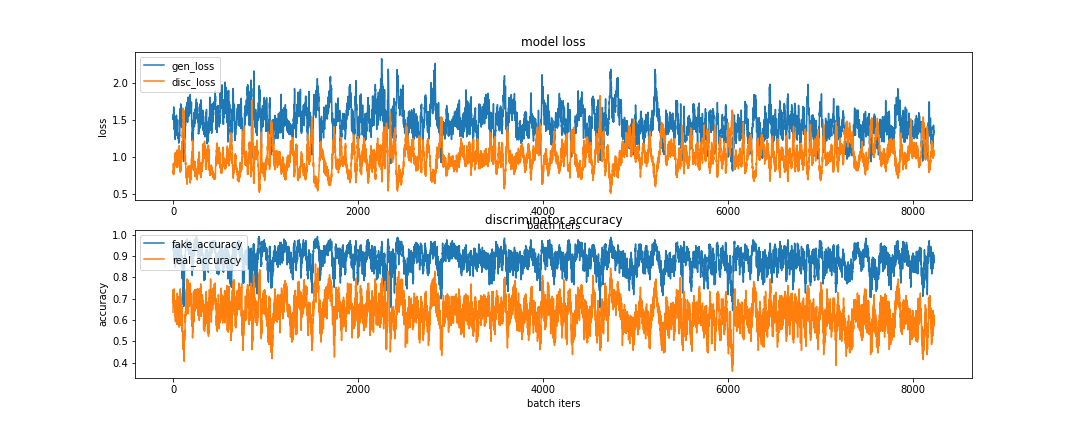 model loss
gen_loss
disc_loss
loss
2.0
1.5
1.0
0.5
0 2000 4000 6000 8000
batch iters
discriminator accuracy
fake_accuracy
real_accuracy
accuracy
1.0
0.9
0.8
0.7
0.6
0.5
0.4
0 2000 4000 6000 8000
batch iters